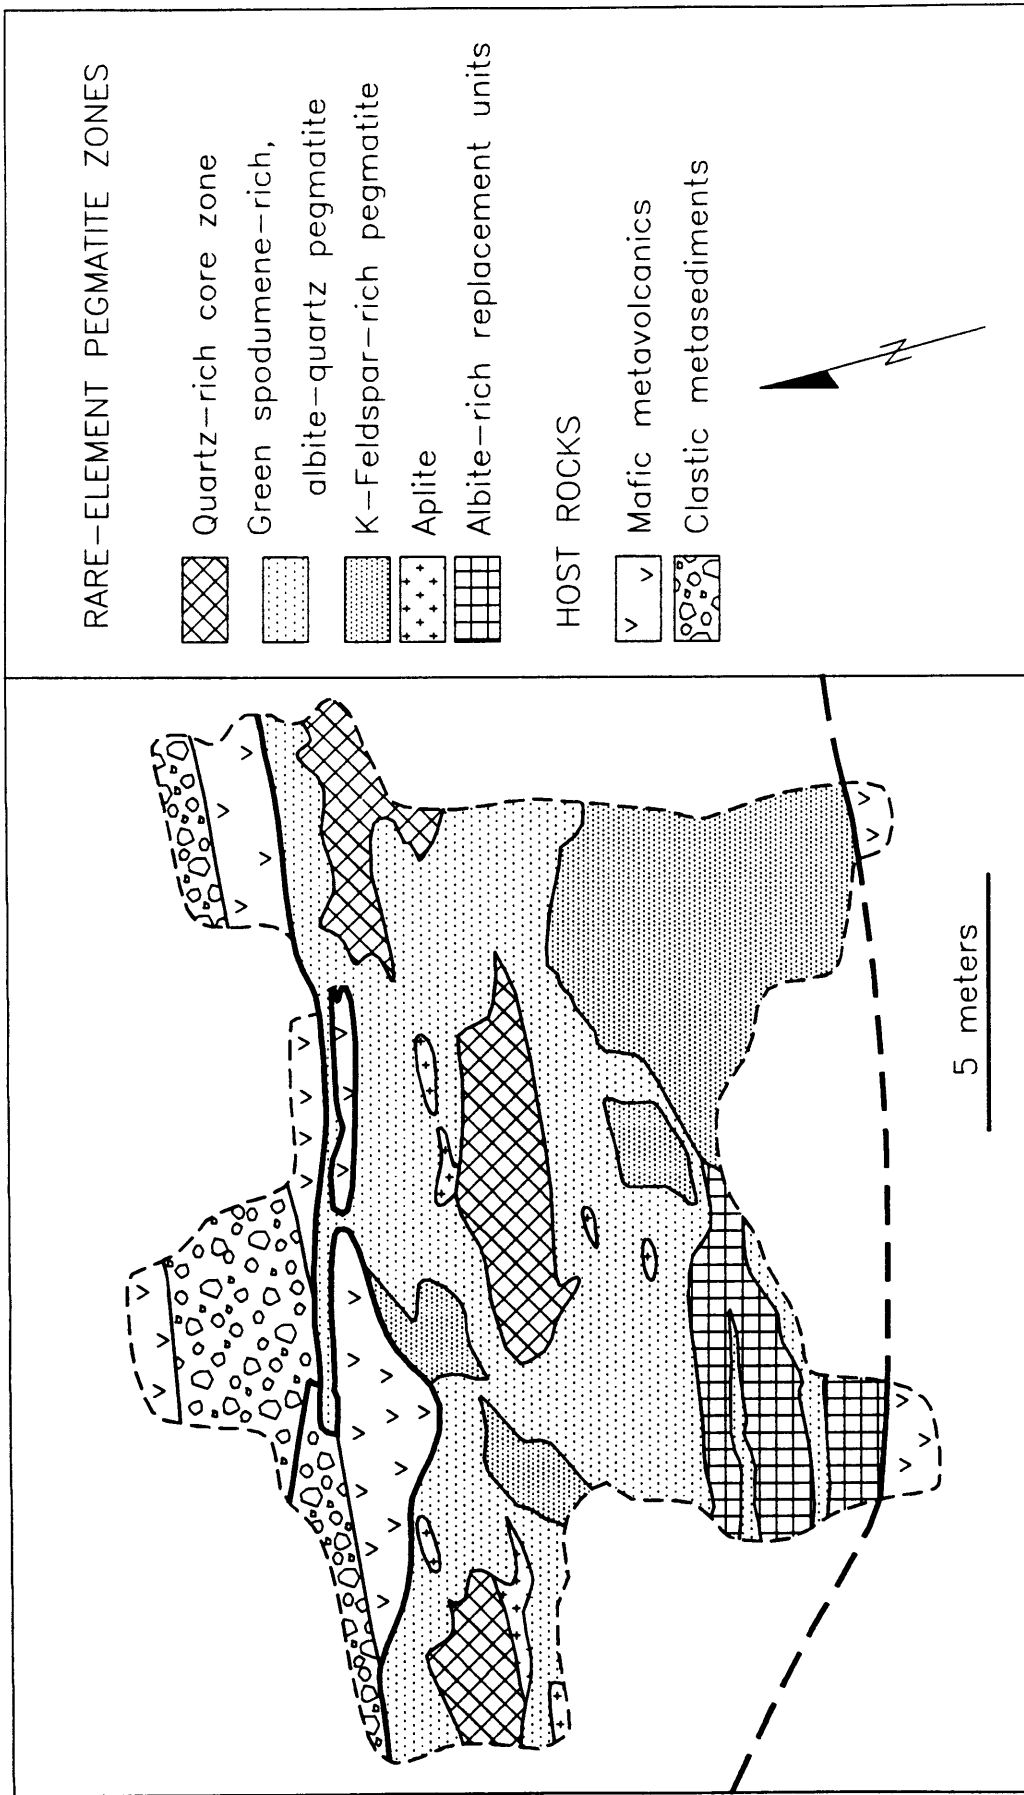 RARE-ELEMENT PEGMATITE ZONES
Quartz-rich core zone
Green spodumene-rich,
albite-quartz pegmatite
K-Feldspar-rich pegmatite
Aplite
Albite-rich replacement units
HOST ROCKS
Mafic metavolcanics
Clastic metasediments
N
5 meters